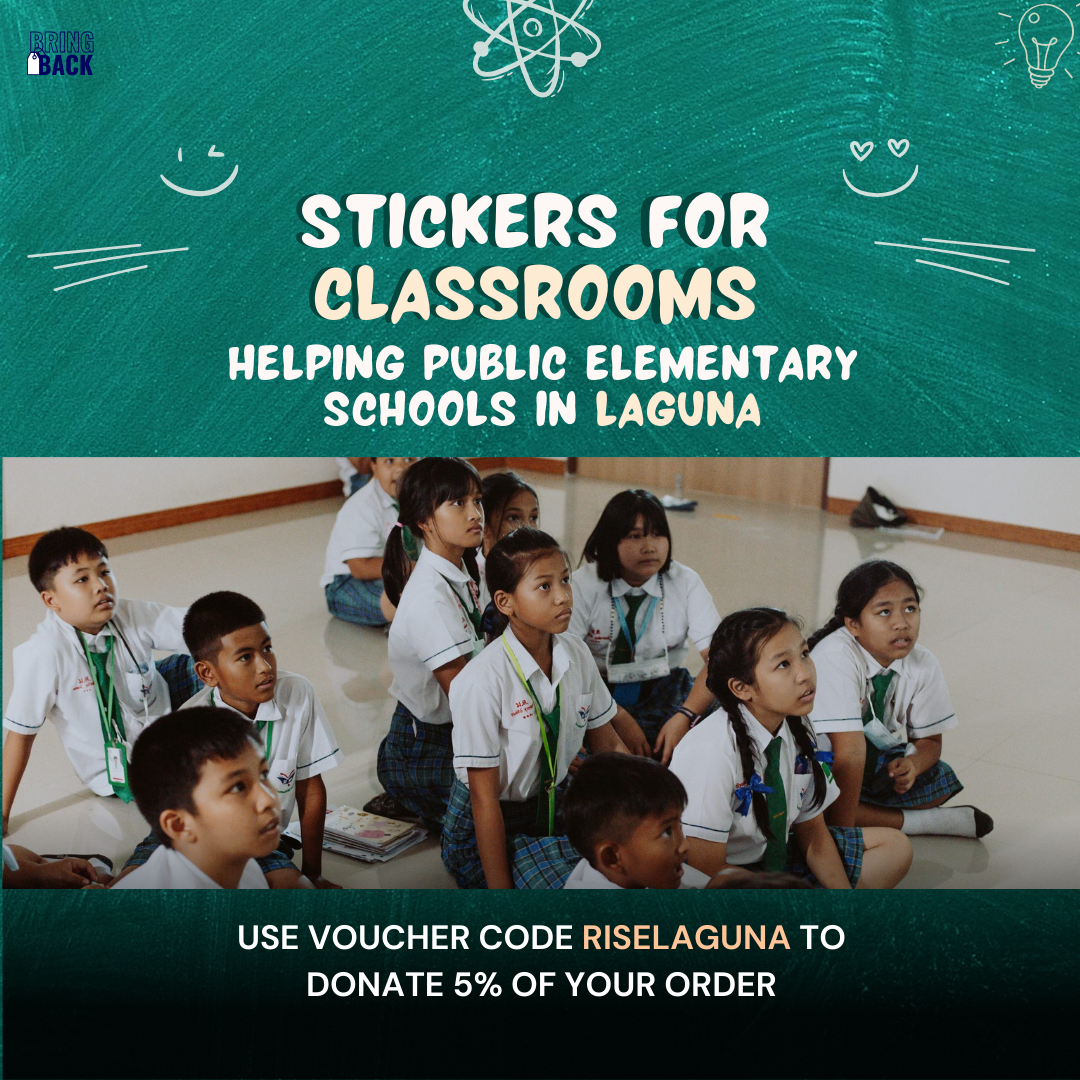 BRING
BACK
STICKERS FOR
CLASSROOMS
HELPING PUBLIC ELEMENTARY
SCHOOLS IN LAGUNA
USE VOUCHER CODE RISELAGUNA TO
DONATE 5% OF YOUR ORDER